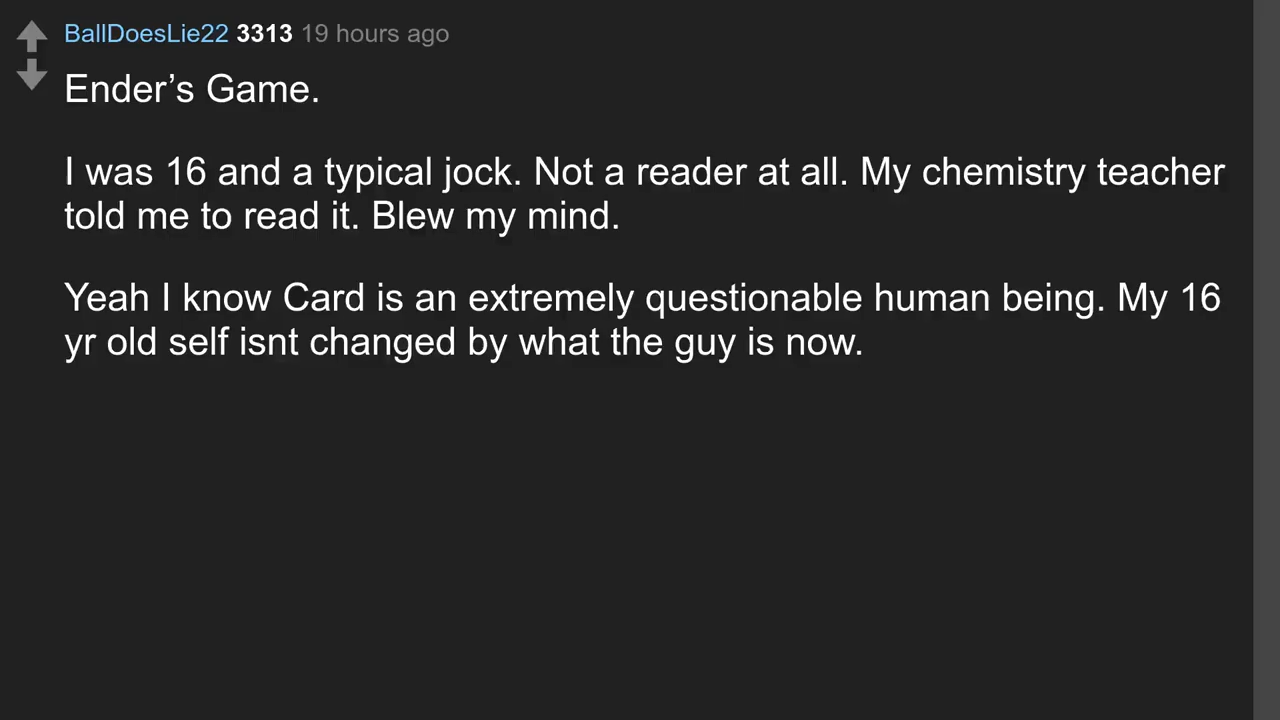 BallDoesLie22 3313 19 hours ago
Ender’s Game.
I was 16 and a typical jock. Not a reader at all. My chemistry teacher
told me to read it. Blew my mind.
Yeah I know Card is an extremely questionable human being. My 16
yr old self isnt changed by what the guy is now.